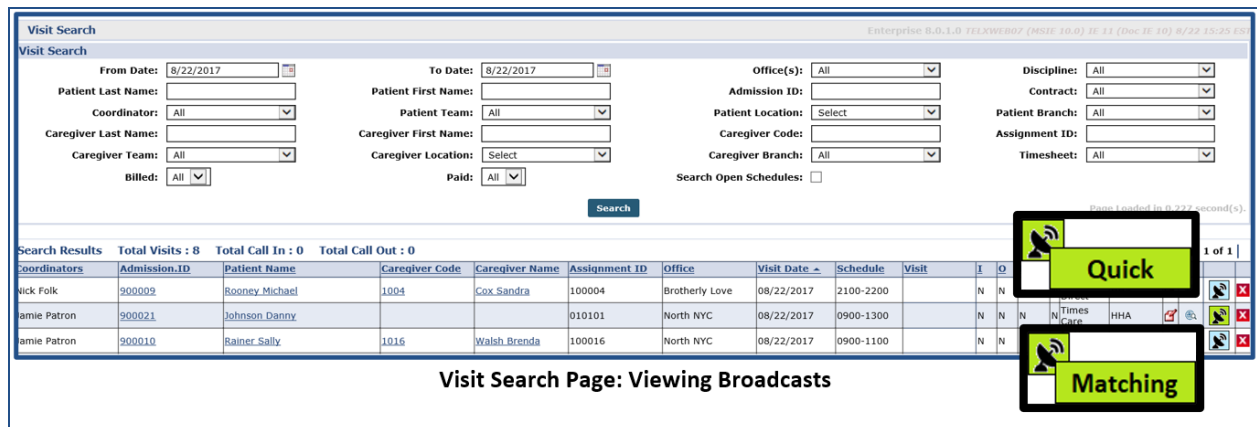 Visit Search
Enterprise 8.0.1.0 TELXWEB07 (MSIE 10.0) IE 11 (Doc IE 10) 8/22 15:25 EST
Visit Search
From Date: 8/22/2017 To Date: 8/22/2017 Office(s): All Discipline: All
Patient Last Name: Patient First Name: Admission ID: Contract: All
Coordinator: All Patient Team: All Patient Location: Select Patient Branch: All
Caregiver Last Name: Caregiver First Name: Caregiver Code: Assignment ID:
Caregiver Team: All Caregiver Location: Select Caregiver Branch: All Timesheet: All
Billed: All Paid: All Search Open Schedules:
Search
Page Loaded in 0.227 second(s).
Search Results Total Visits : 8 Total Call In : 0 Total Call Out : 0 1 of 1
Coordinators Admission.ID Patient Name Caregiver Code Caregiver Name Assignment ID Office Visit Date Schedule Visit I O
Nick Folk 900009 Rooney Michael 1004 Cox Sandra 100004 Brotherly Love 08/22/2017 2100-2200 N N
Jamie Patron 900021 Johnson Danny 010101 North NYC 08/22/2017 0900-1300 N N N N Times Care HHA
Jamie Patron 900010 Rainer Sally 1016 Walsh Brenda 100016 North NYC 08/22/2017 0900-1100 N N
Quick
Matching
Visit Search Page: Viewing Broadcasts